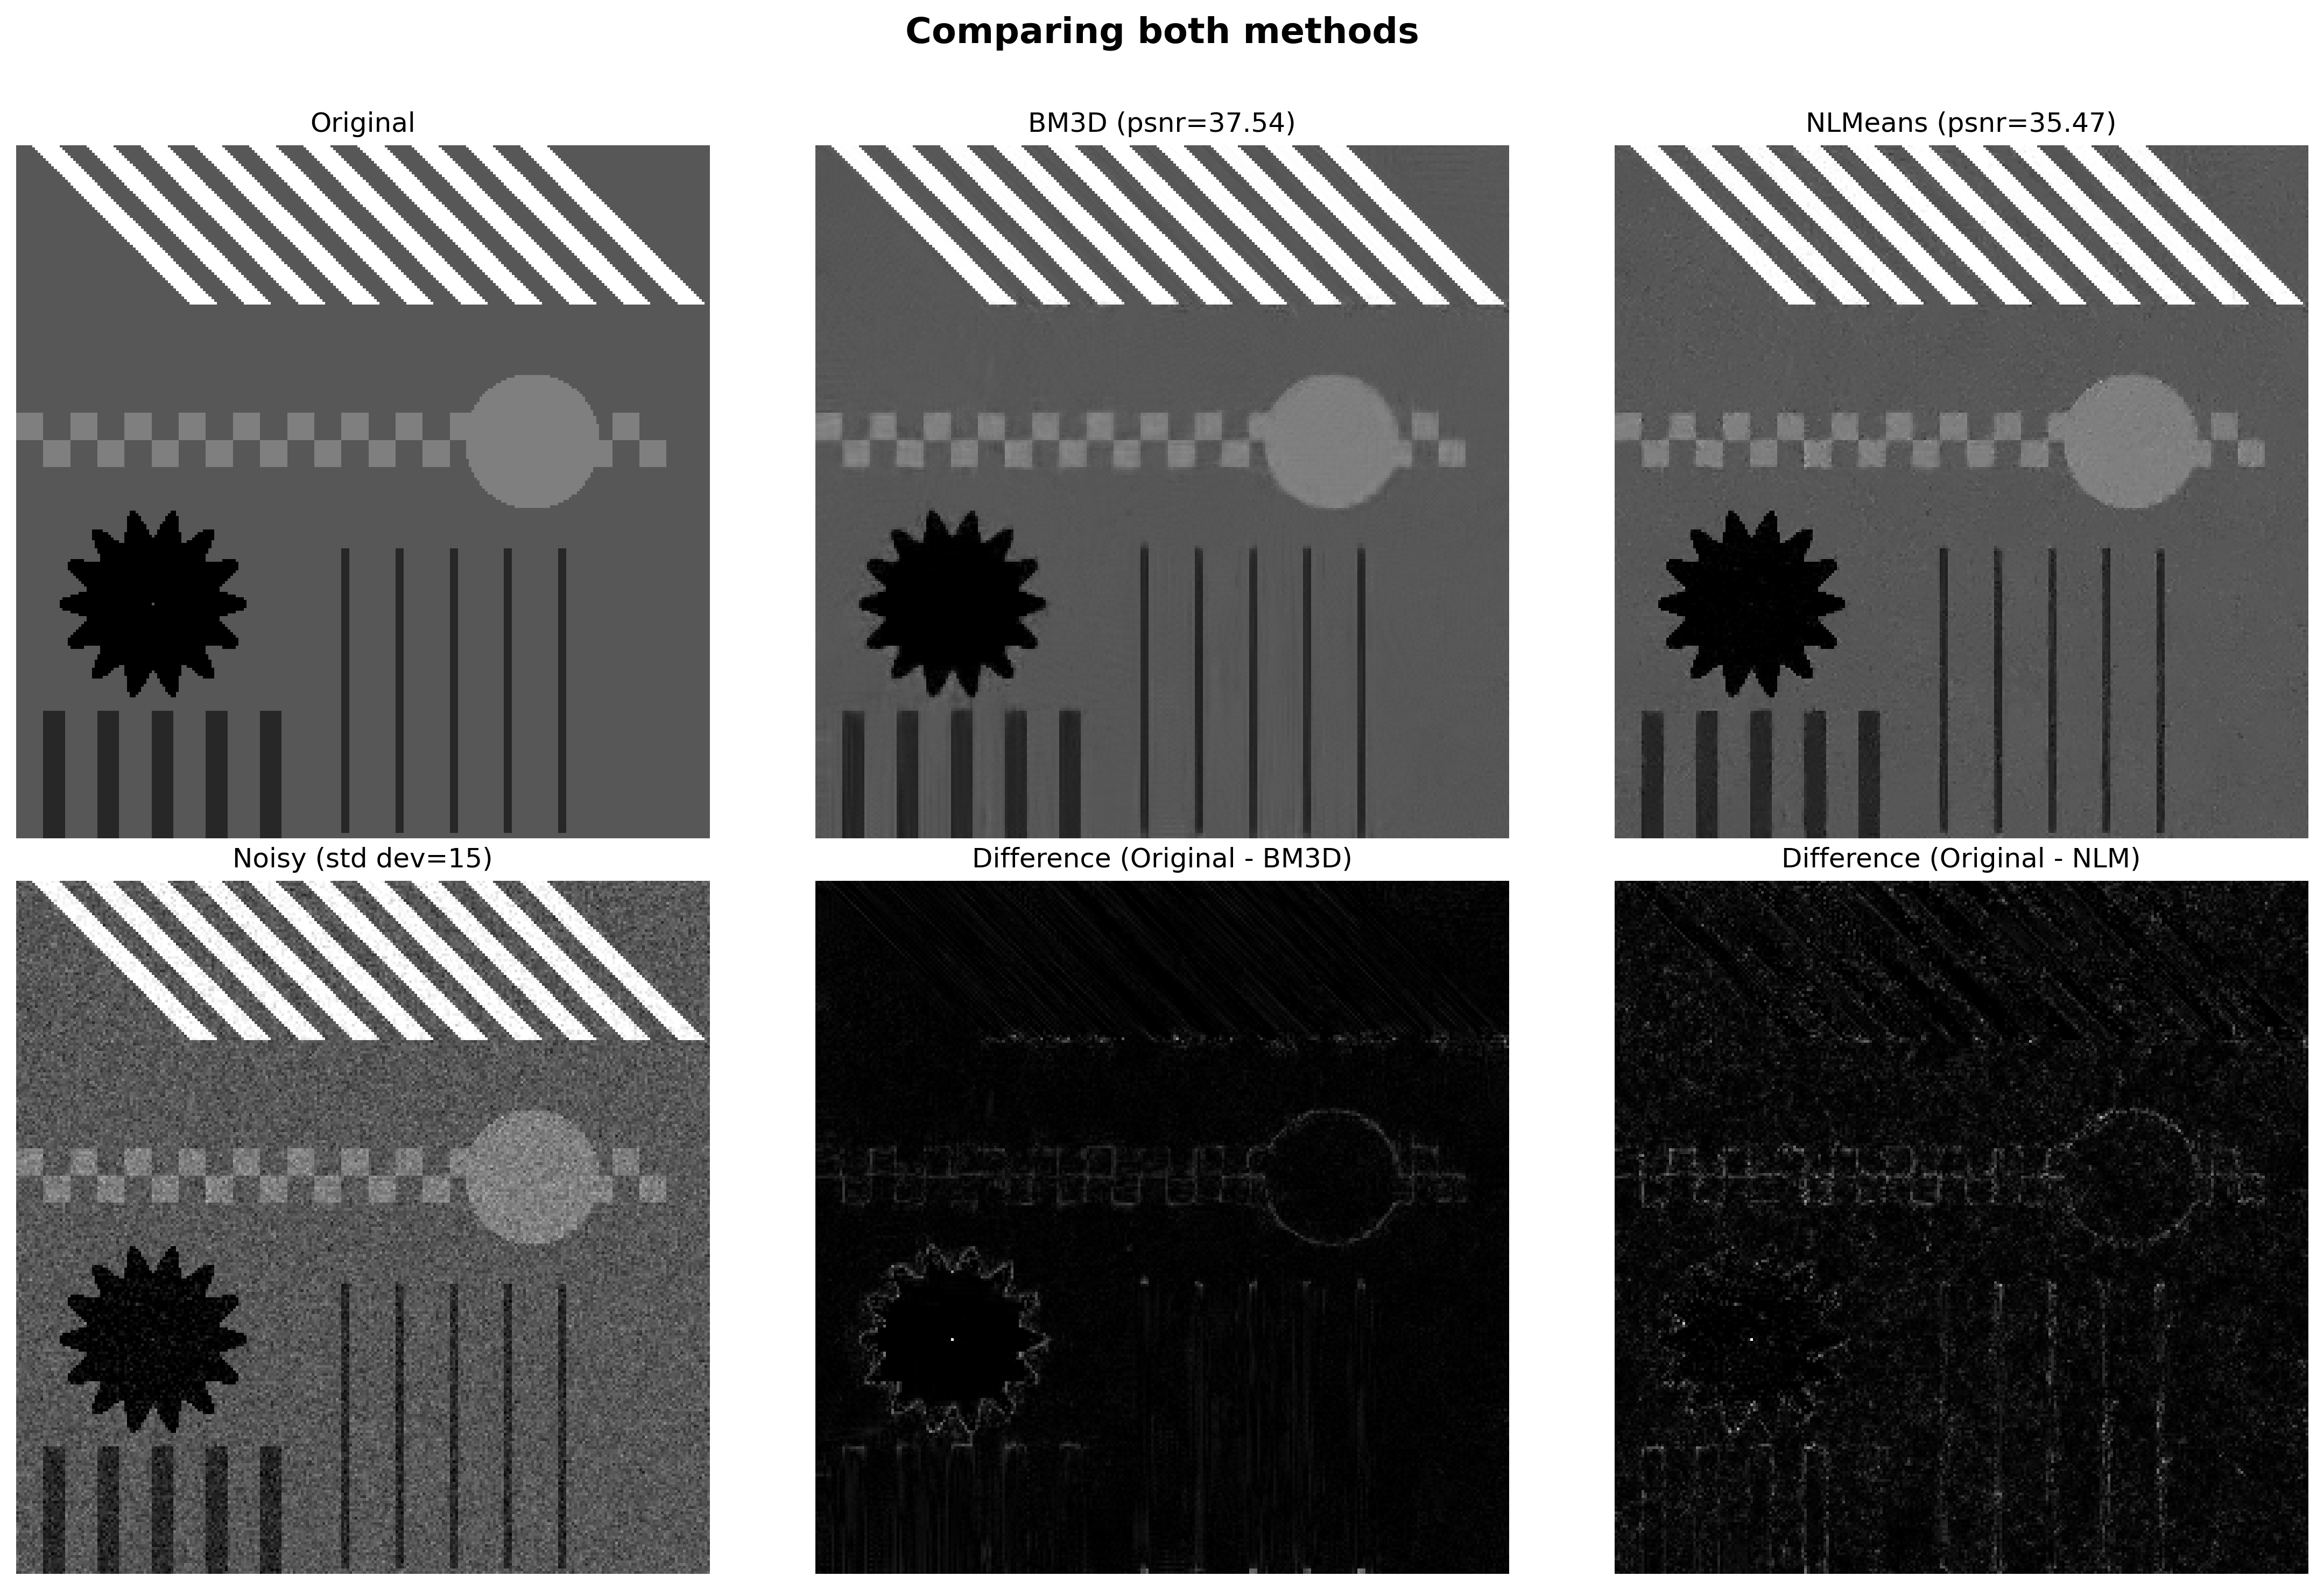 Comparing both methods
Original
BM3D (psnr=37.54)
NLMeans (psnr=35.47)
Noisy (std dev=15)
Difference (Original - BM3D)
Difference (Original - NLM)